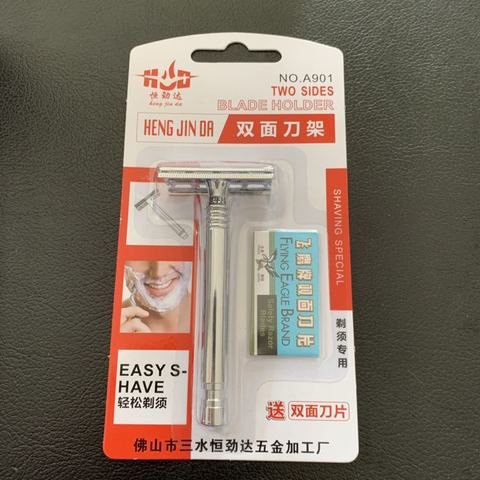 HJD
恒劲达
heng jin da
NO.A901
TWO SIDES
BLADE HOLDER
HENG JIN DA
双面刀架
SHAVING SPECIAL
剃须专用
飞鹰牌双面刀片
FLYING EAGLE BRAND
Safety Razor
Blades
EASY S-
HAVE
轻松剃须
送 双面刀片
佛山市三水恒劲达五金加工厂